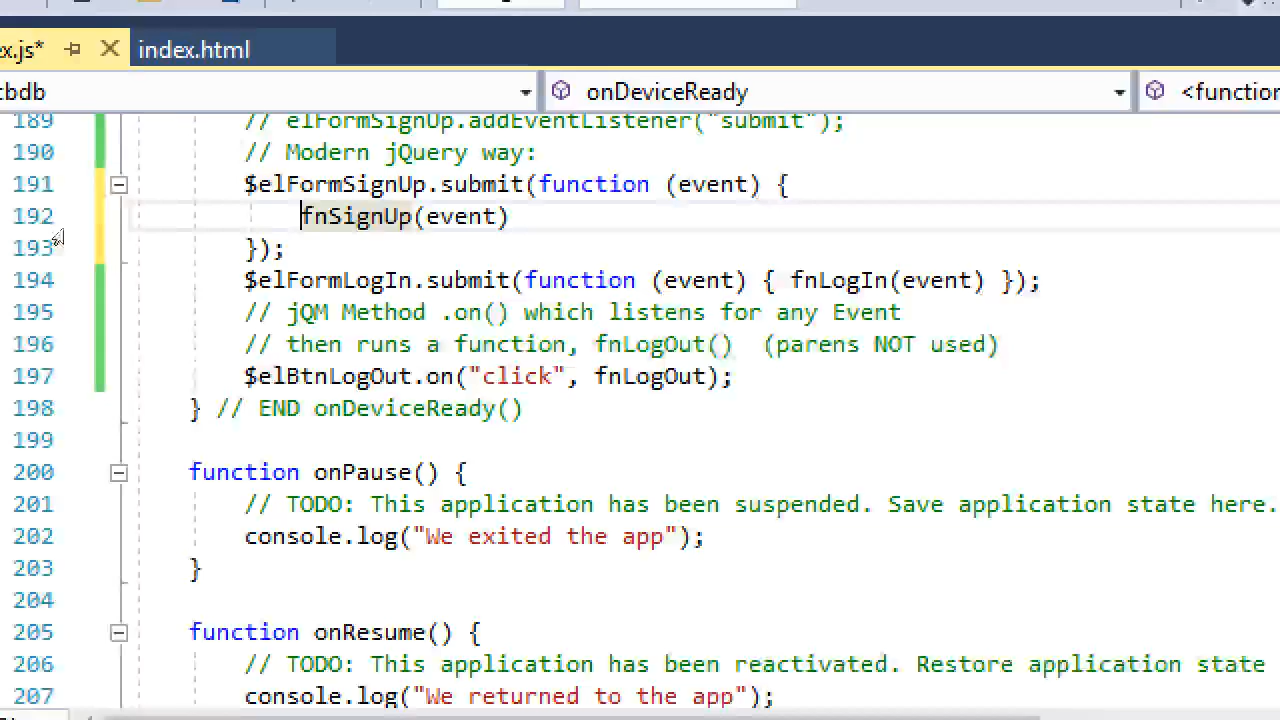 ex.js* index.html
cbdb onDeviceReady <function
189 // elFormSignUp.addEventListener("submit");
190 // Modern jQuery way:
191 $elFormSignUp.submit(function (event) {
192 fnSignUp(event)
193 });
194 $elFormLogIn.submit(function (event) { fnLogIn(event) });
195 // jQM Method .on() which listens for any Event
196 // then runs a function, fnLogOut()  (parens NOT used)
197 $elBtnLogOut.on("click", fnLogOut);
198 } // END onDeviceReady()
199
200 function onPause() {
201 // TODO: This application has been suspended. Save application state here.
202 console.log("We exited the app");
203 }
204
205 function onResume() {
206 // TODO: This application has been reactivated. Restore application state
207 console.log("We returned to the app");